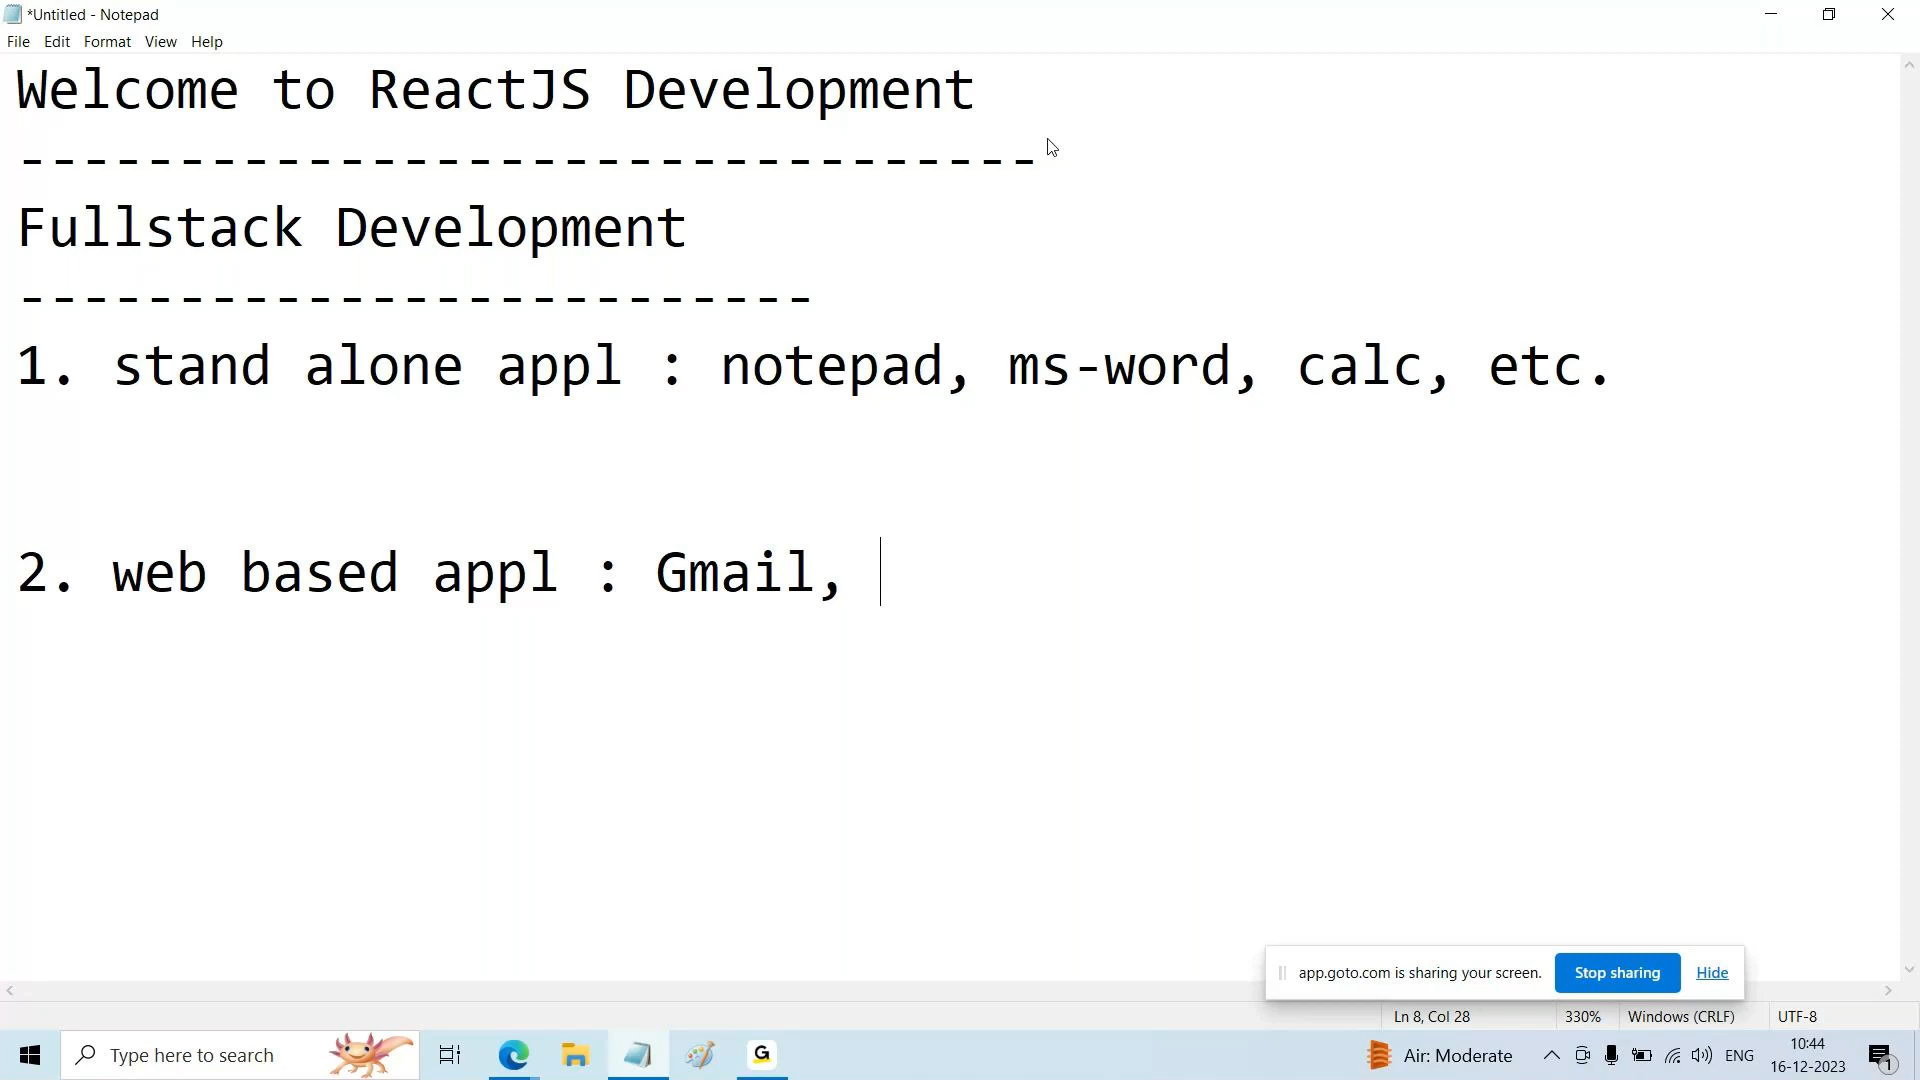 *Untitled - Notepad
File Edit Format View Help
Welcome to ReactJS Development
--------------------------------
Fullstack Development
-------------------------
1. stand alone appl : notepad, ms-word, calc, etc.
2. web based appl : Gmail,
app.goto.com is sharing your screen. Stop sharing Hide
Ln 8, Col 28 330% Windows (CRLF) UTF-8
Type here to search
Air: Moderate
ENG
10:44
16-12-2023
1
G